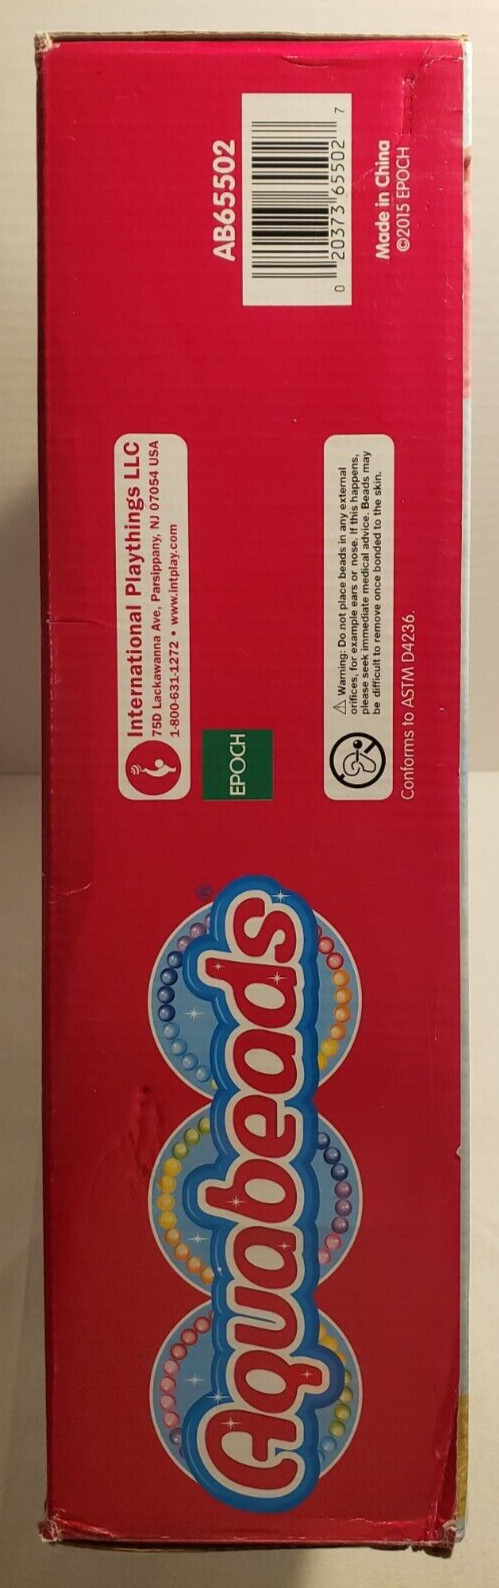 Aquabeads®
International Playthings LLC
75D Lackawanna Ave, Parsippany, NJ 07054 USA
1-800-631-1272 • www.intplay.com
EPOCH
⚠ Warning: Do not place beads in any external
orifices, for example ears or nose. If this happens,
please seek immediate medical advice. Beads may
be difficult to remove once bonded to the skin.
Conforms to ASTM D4236.
AB65502
0 20373 65502 7
Made in China
©2015 EPOCH